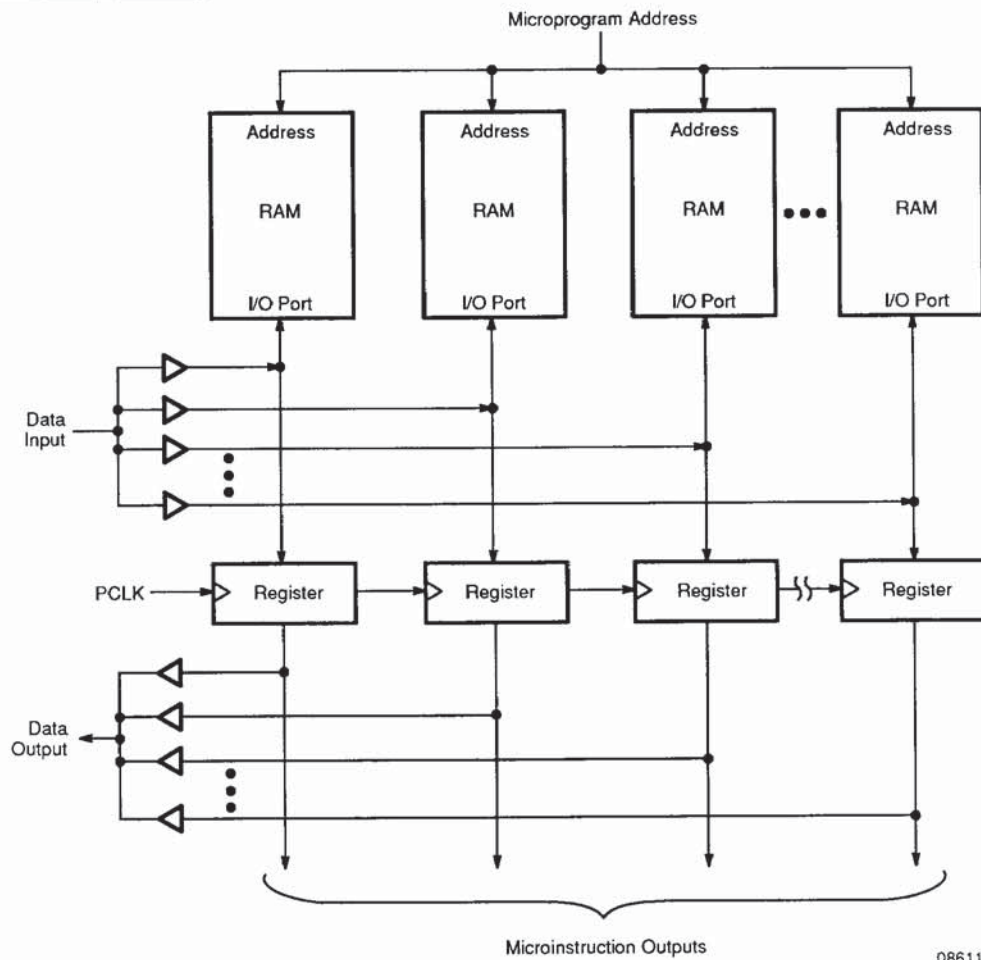 Microprogram Address
Address Address Address Address
RAM RAM RAM RAM
I/O Port I/O Port I/O Port I/O Port
Data
Input
PCLK Register Register Register Register
Data
Output
Microinstruction Outputs
08611